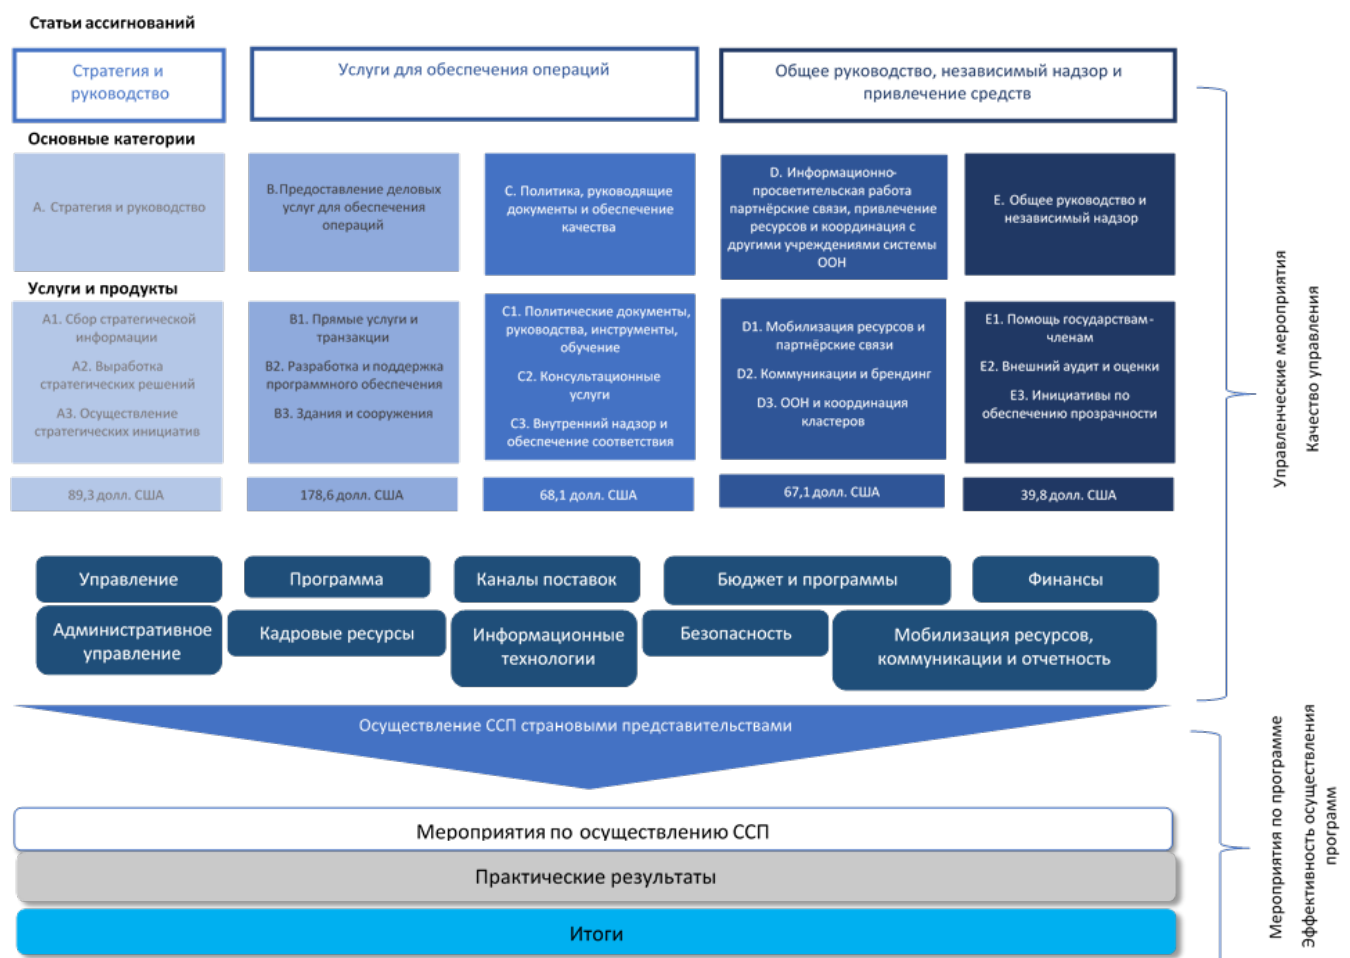 Статьи ассигнований
Стратегия и
руководство
Услуги для обеспечения операций
Общее руководство, независимый надзор и
привлечение средств
Основные категории
A. Стратегия и руководство
B. Предоставление деловых
услуг для обеспечения
операций
C. Политика, руководящие
документы и обеспечение
качества
D. Информационно-
просветительская работа
партнёрские связи, привлечение
ресурсов и координация с
другими учреждениями системы
ООН
E. Общее руководство и
независимый надзор
Услуги и продукты
A1. Сбор стратегической
информации
A2. Выработка
стратегических решений
A3. Осуществление
стратегических инициатив
B1. Прямые услуги и
транзакции
B2. Разработка и поддержка
программного обеспечения
B3. Здания и сооружения
C1. Политические документы,
руководства, инструменты,
обучение
C2. Консультационные
услуги
C3. Внутренний надзор и
обеспечение соответствия
D1. Мобилизация ресурсов и
партнёрские связи
D2. Коммуникации и брендинг
D3. ООН и координация
кластеров
E1. Помощь государствам-
членам
E2. Внешний аудит и оценки
E3. Инициативы по
обеспечению прозрачности
89,3 долл. США
178,6 долл. США
68,1 долл. США
67,1 долл. США
39,8 долл. США
Управление
Программа
Каналы поставок
Бюджет и программы
Финансы
Административное
управление
Кадровые ресурсы
Информационные
технологии
Безопасность
Мобилизация ресурсов,
коммуникации и отчетность
Управленческие мероприятия
Качество управления
Осуществление ССП страновыми представительствами
Мероприятия по осуществлению ССП
Практические результаты
Итоги
Мероприятия по программе
Эффективность осуществления
программ